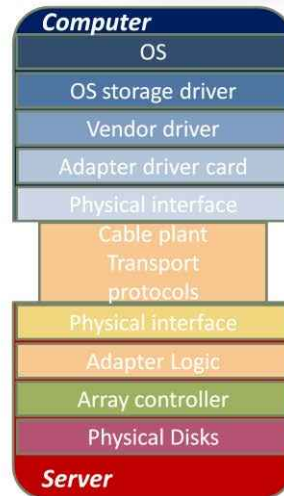 Computer
OS
OS storage driver
Vendor driver
Adapter driver card
Physical interface
Cable plant
Transport
protocols
Physical interface
Adapter Logic
Array controller
Physical Disks
Server